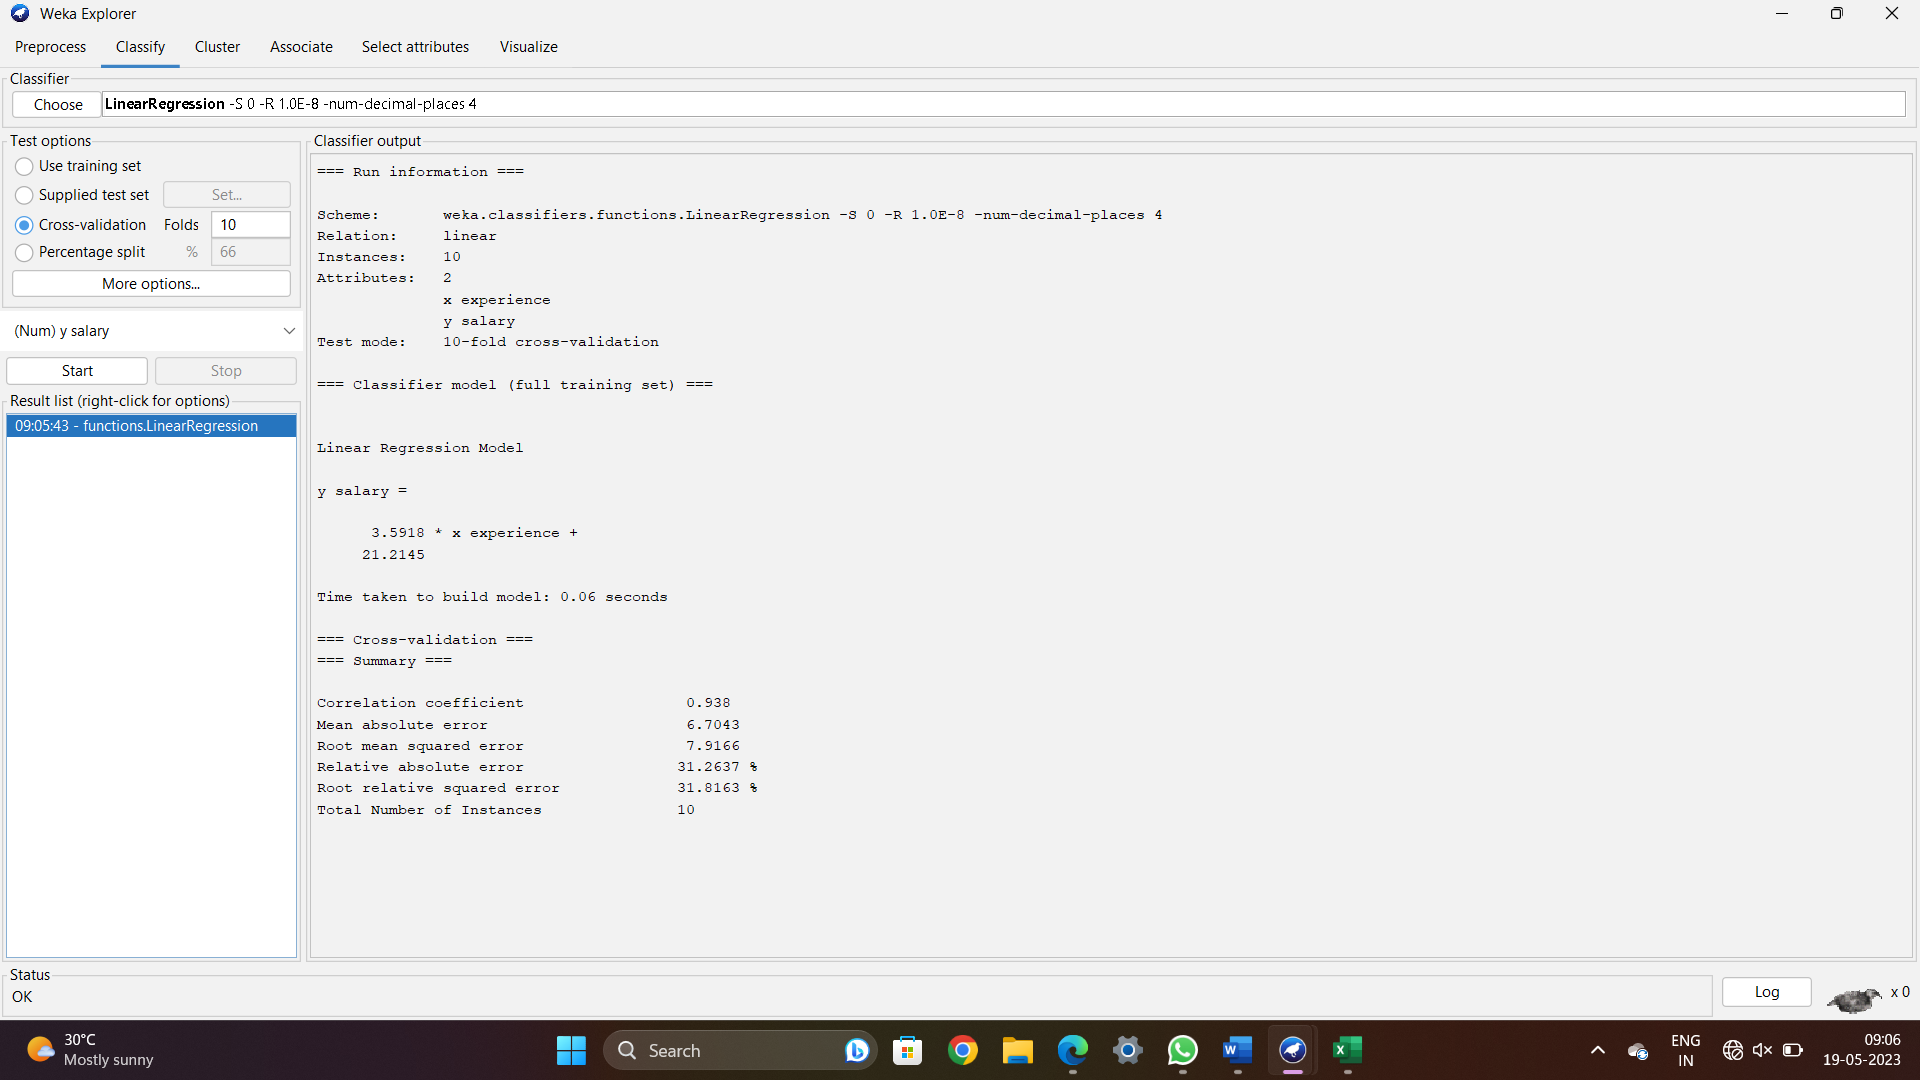 Weka Explorer
Preprocess Classify Cluster Associate Select attributes Visualize
Classifier
Choose LinearRegression -S 0 -R 1.0E-8 -num-decimal-places 4
Test options
Use training set
Supplied test set Set...
Cross-validation Folds 10
Percentage split % 66
More options...
(Num) y salary
Start Stop
Result list (right-click for options)
09:05:43 - functions.LinearRegression
Classifier output
=== Run information ===
Scheme: weka.classifiers.functions.LinearRegression -S 0 -R 1.0E-8 -num-decimal-places 4
Relation: linear
Instances: 10
Attributes: 2
x experience
y salary
Test mode: 10-fold cross-validation
=== Classifier model (full training set) ===
Linear Regression Model
y salary =
3.5918 * x experience +
21.2145
Time taken to build model: 0.06 seconds
=== Cross-validation ===
=== Summary ===
Correlation coefficient 0.938
Mean absolute error 6.7043
Root mean squared error 7.9166
Relative absolute error 31.2637 %
Root relative squared error 31.8163 %
Total Number of Instances 10
Status
OK
Log x 0
30°C
Mostly sunny
Search
ENG
IN
09:06
19-05-2023